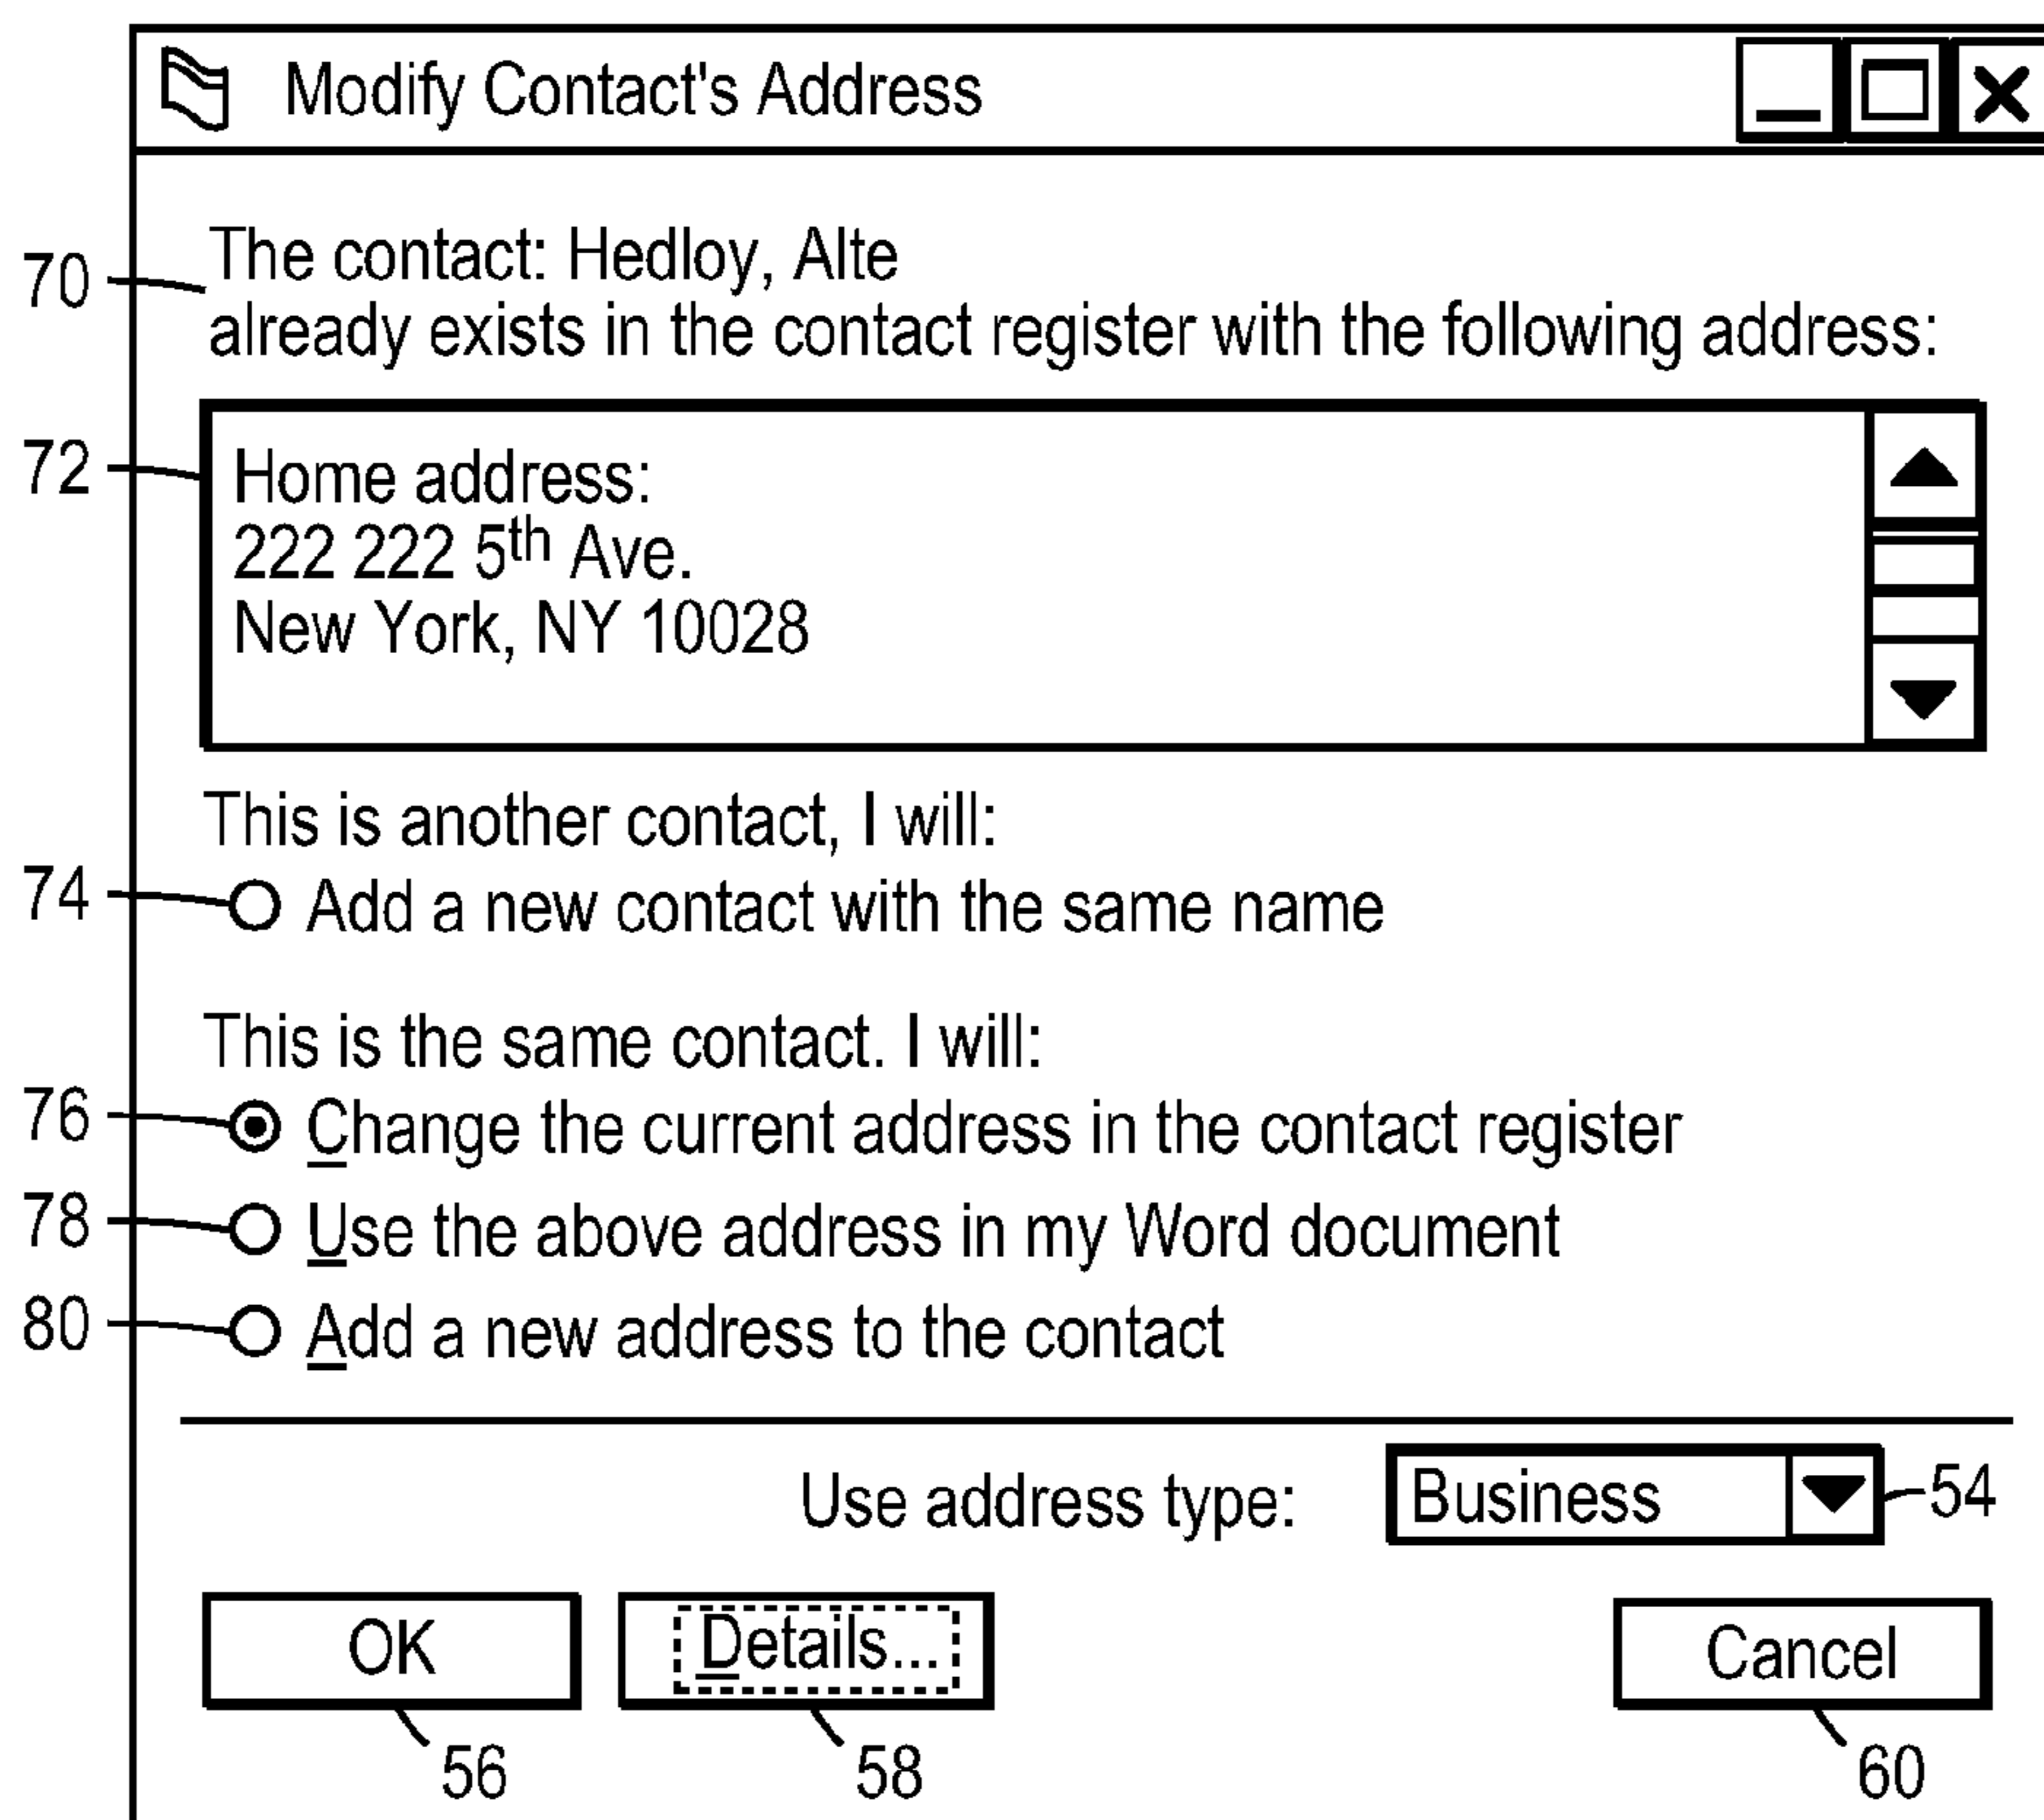 Modify Contact's Address
70
The contact: Hedloy, Alte
already exists in the contact register with the following address:
72
Home address:
222 222 5th Ave.
New York, NY 10028
This is another contact, I will:
74
Add a new contact with the same name
This is the same contact. I will:
76
Change the current address in the contact register
78
Use the above address in my Word document
80
Add a new address to the contact
Use address type:
Business
54
OK
Details...
Cancel
56
58
60